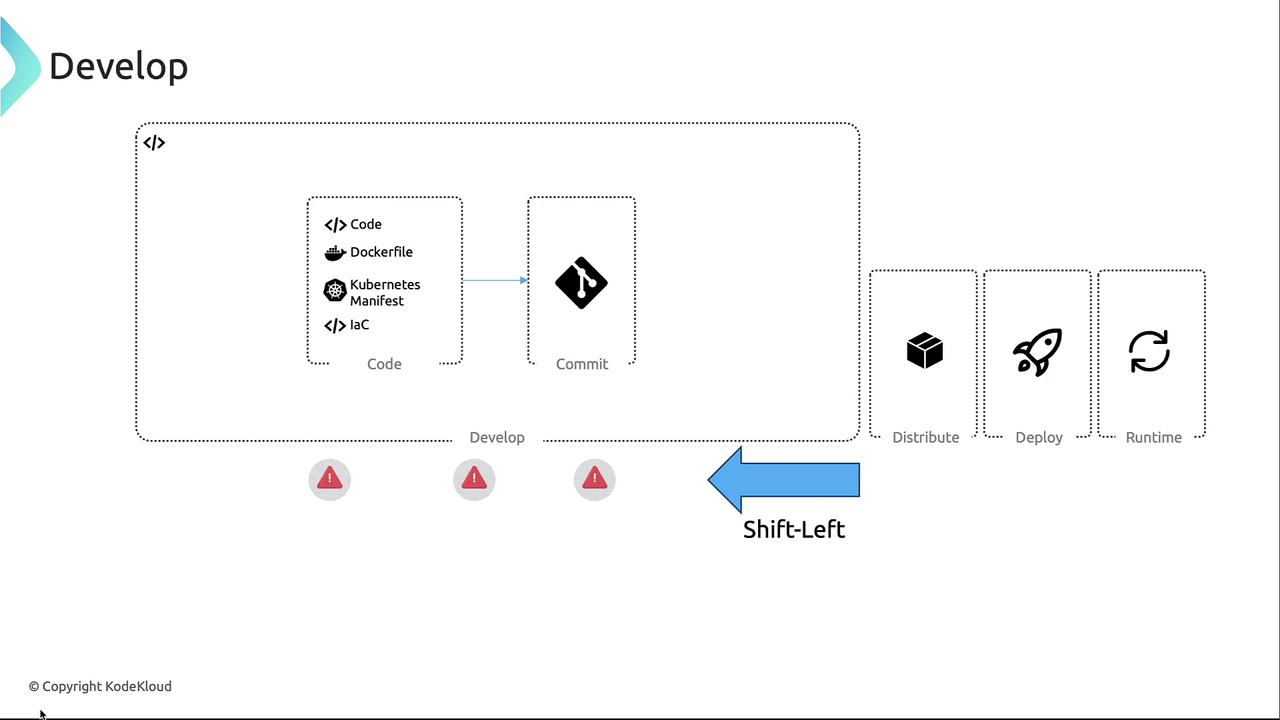 Develop
Code
Dockerfile
Kubernetes
Manifest
IaC
Code
Commit
Develop
Distribute
Deploy
Runtime
Shift-Left
© Copyright KodeKloud